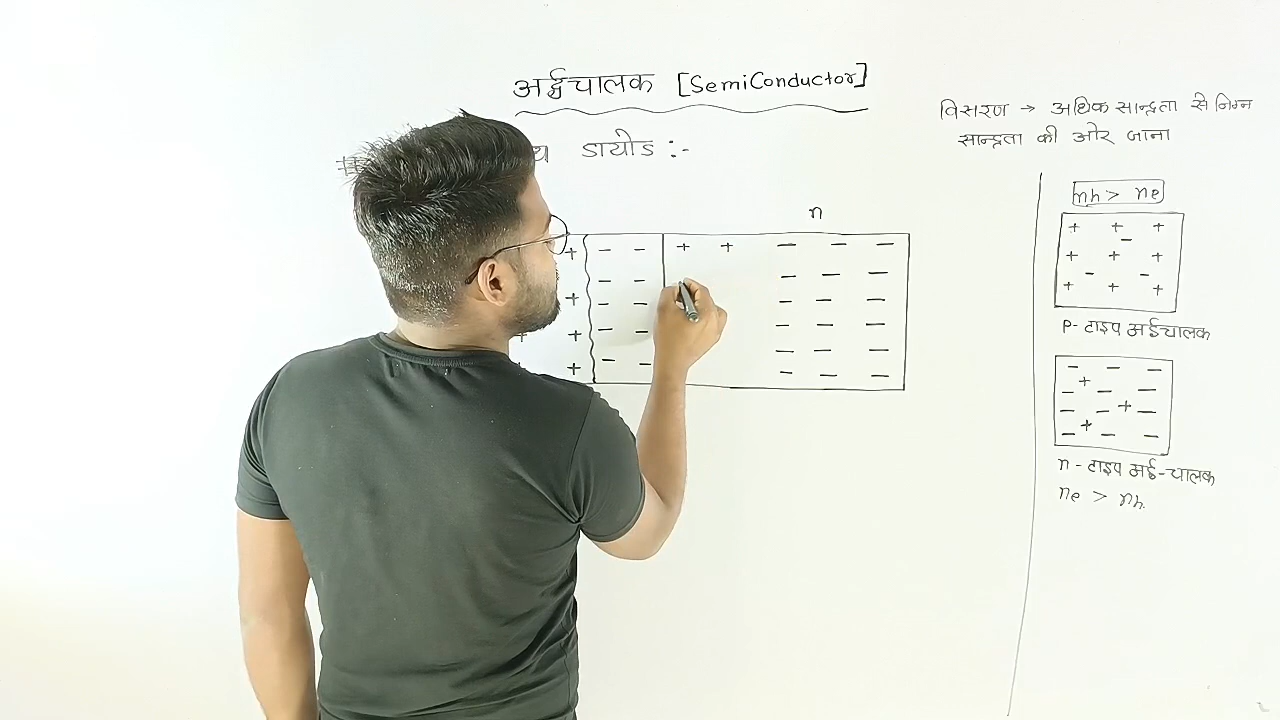 अर्द्धचालक [SemiConductor]
डायोड :-
n
+ - - + + - - -
- - - - -
+ - - - - -
+ - - - - -
+ - - - - -
विसरण → अधिक सान्द्रता से निम्न
सान्द्रता की ओर जाना
nh > ne
+ + +
-
+ + +
- -
+ + +
P-टाइप अर्द्धचालक
- - -
+
- - -
+
- - -
+
- - -
n-टाइप अर्द्ध-चालक
ne > nh.